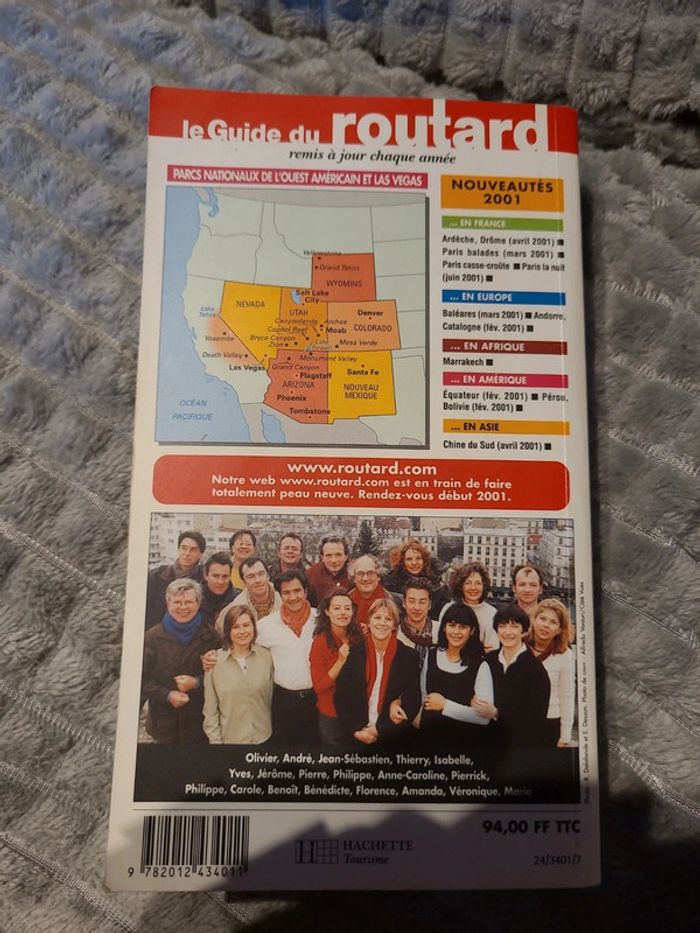 le Guide du routard
remis à jour chaque année
PARCS NATIONAUX DE L'OUEST AMÉRICAIN ET LAS VEGAS
Yellowstone
Grand Teton
WYOMING
Salt Lake
City
NEVADA
UTAH
Denver
Lake
Tahoe
Canyonlands
Arches
COLORADO
Capitol Reef
Moab
Yosemite
Bryce Canyon
Lake
Powell
Mesa Verde
Zion
Death Valley
Monument Valley
Las Vegas
Grand Canyon
Santa Fe
Flagstaff
ARIZONA
NOUVEAU
MEXIQUE
Phoenix
OCÉAN
PACIFIQUE
Tombstone
NOUVEAUTÉS
2001
... EN FRANCE
Ardèche, Drôme (avril 2001) ■
Paris balades (mars 2001) ■
Paris casse-croûte ■ Paris la nuit
(juin 2001) ■
... EN EUROPE
Baléares (mars 2001) ■ Andorre,
Catalogne (fév. 2001) ■
... EN AFRIQUE
Marrakech ■
... EN AMÉRIQUE
Équateur (fév. 2001) ■ Pérou,
Bolivie (fév. 2001) ■
... EN ASIE
Chine du Sud (avril 2001) ■
www.routard.com
Notre web www.routard.com est en train de faire
totalement peau neuve. Rendez-vous début 2001.
Olivier, André, Jean-Sébastien, Thierry, Isabelle,
Yves, Jérôme, Pierre, Philippe, Anne-Caroline, Pierrick,
Philippe, Carole, Benoît, Bénédicte, Florence, Amanda, Véronique, Marie
9 782012 434011
H HACHETTE
Tourisme
94,00 FF TTC
24/3401/7